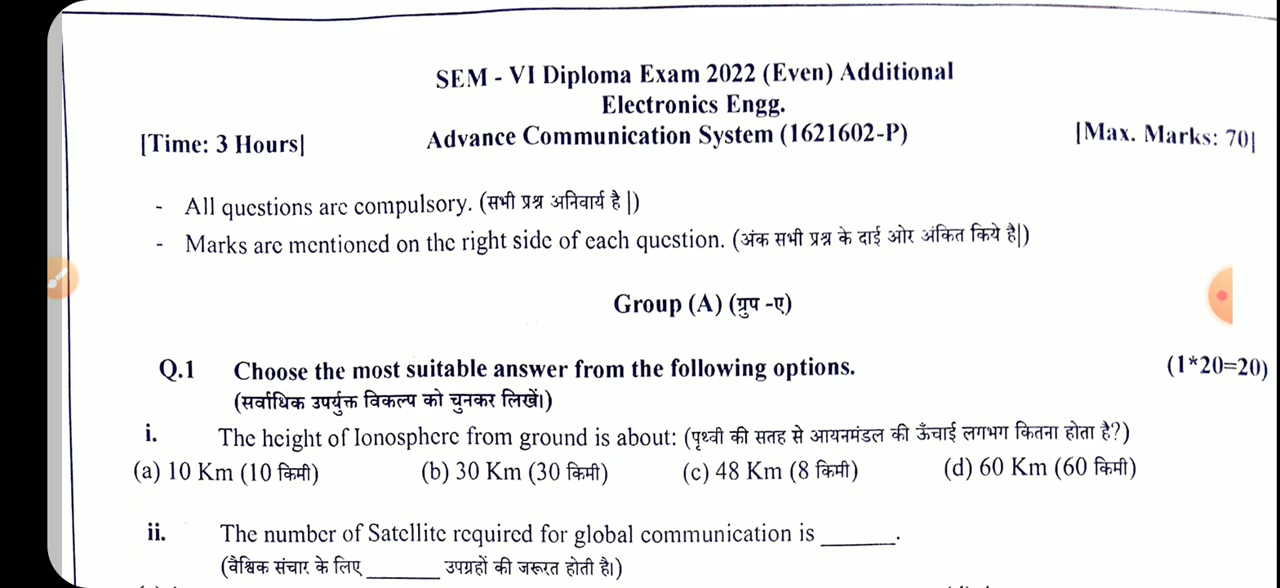 SEM - VI Diploma Exam 2022 (Even) Additional
Electronics Engg.
[Time: 3 Hours] Advance Communication System (1621602-P) [Max. Marks: 70]
- All questions are compulsory. (सभी प्रश्न अनिवार्य है |)
- Marks are mentioned on the right side of each question. (अंक सभी प्रश्न के दाई ओर अंकित किये है|)
Group (A) (ग्रुप -ए)
Q.1 Choose the most suitable answer from the following options. (1*20=20)
(सर्वाधिक उपर्युक्त विकल्प को चुनकर लिखें।)
i. The height of Ionosphere from ground is about: (पृथ्वी की सतह से आयनमंडल की ऊँचाई लगभग कितना होता है?)
(a) 10 Km (10 किमी) (b) 30 Km (30 किमी) (c) 48 Km (8 किमी) (d) 60 Km (60 किमी)
ii. The number of Satellite required for global communication is ______.
(वैश्विक संचार के लिए ______ उपग्रहों की जरूरत होती है।)